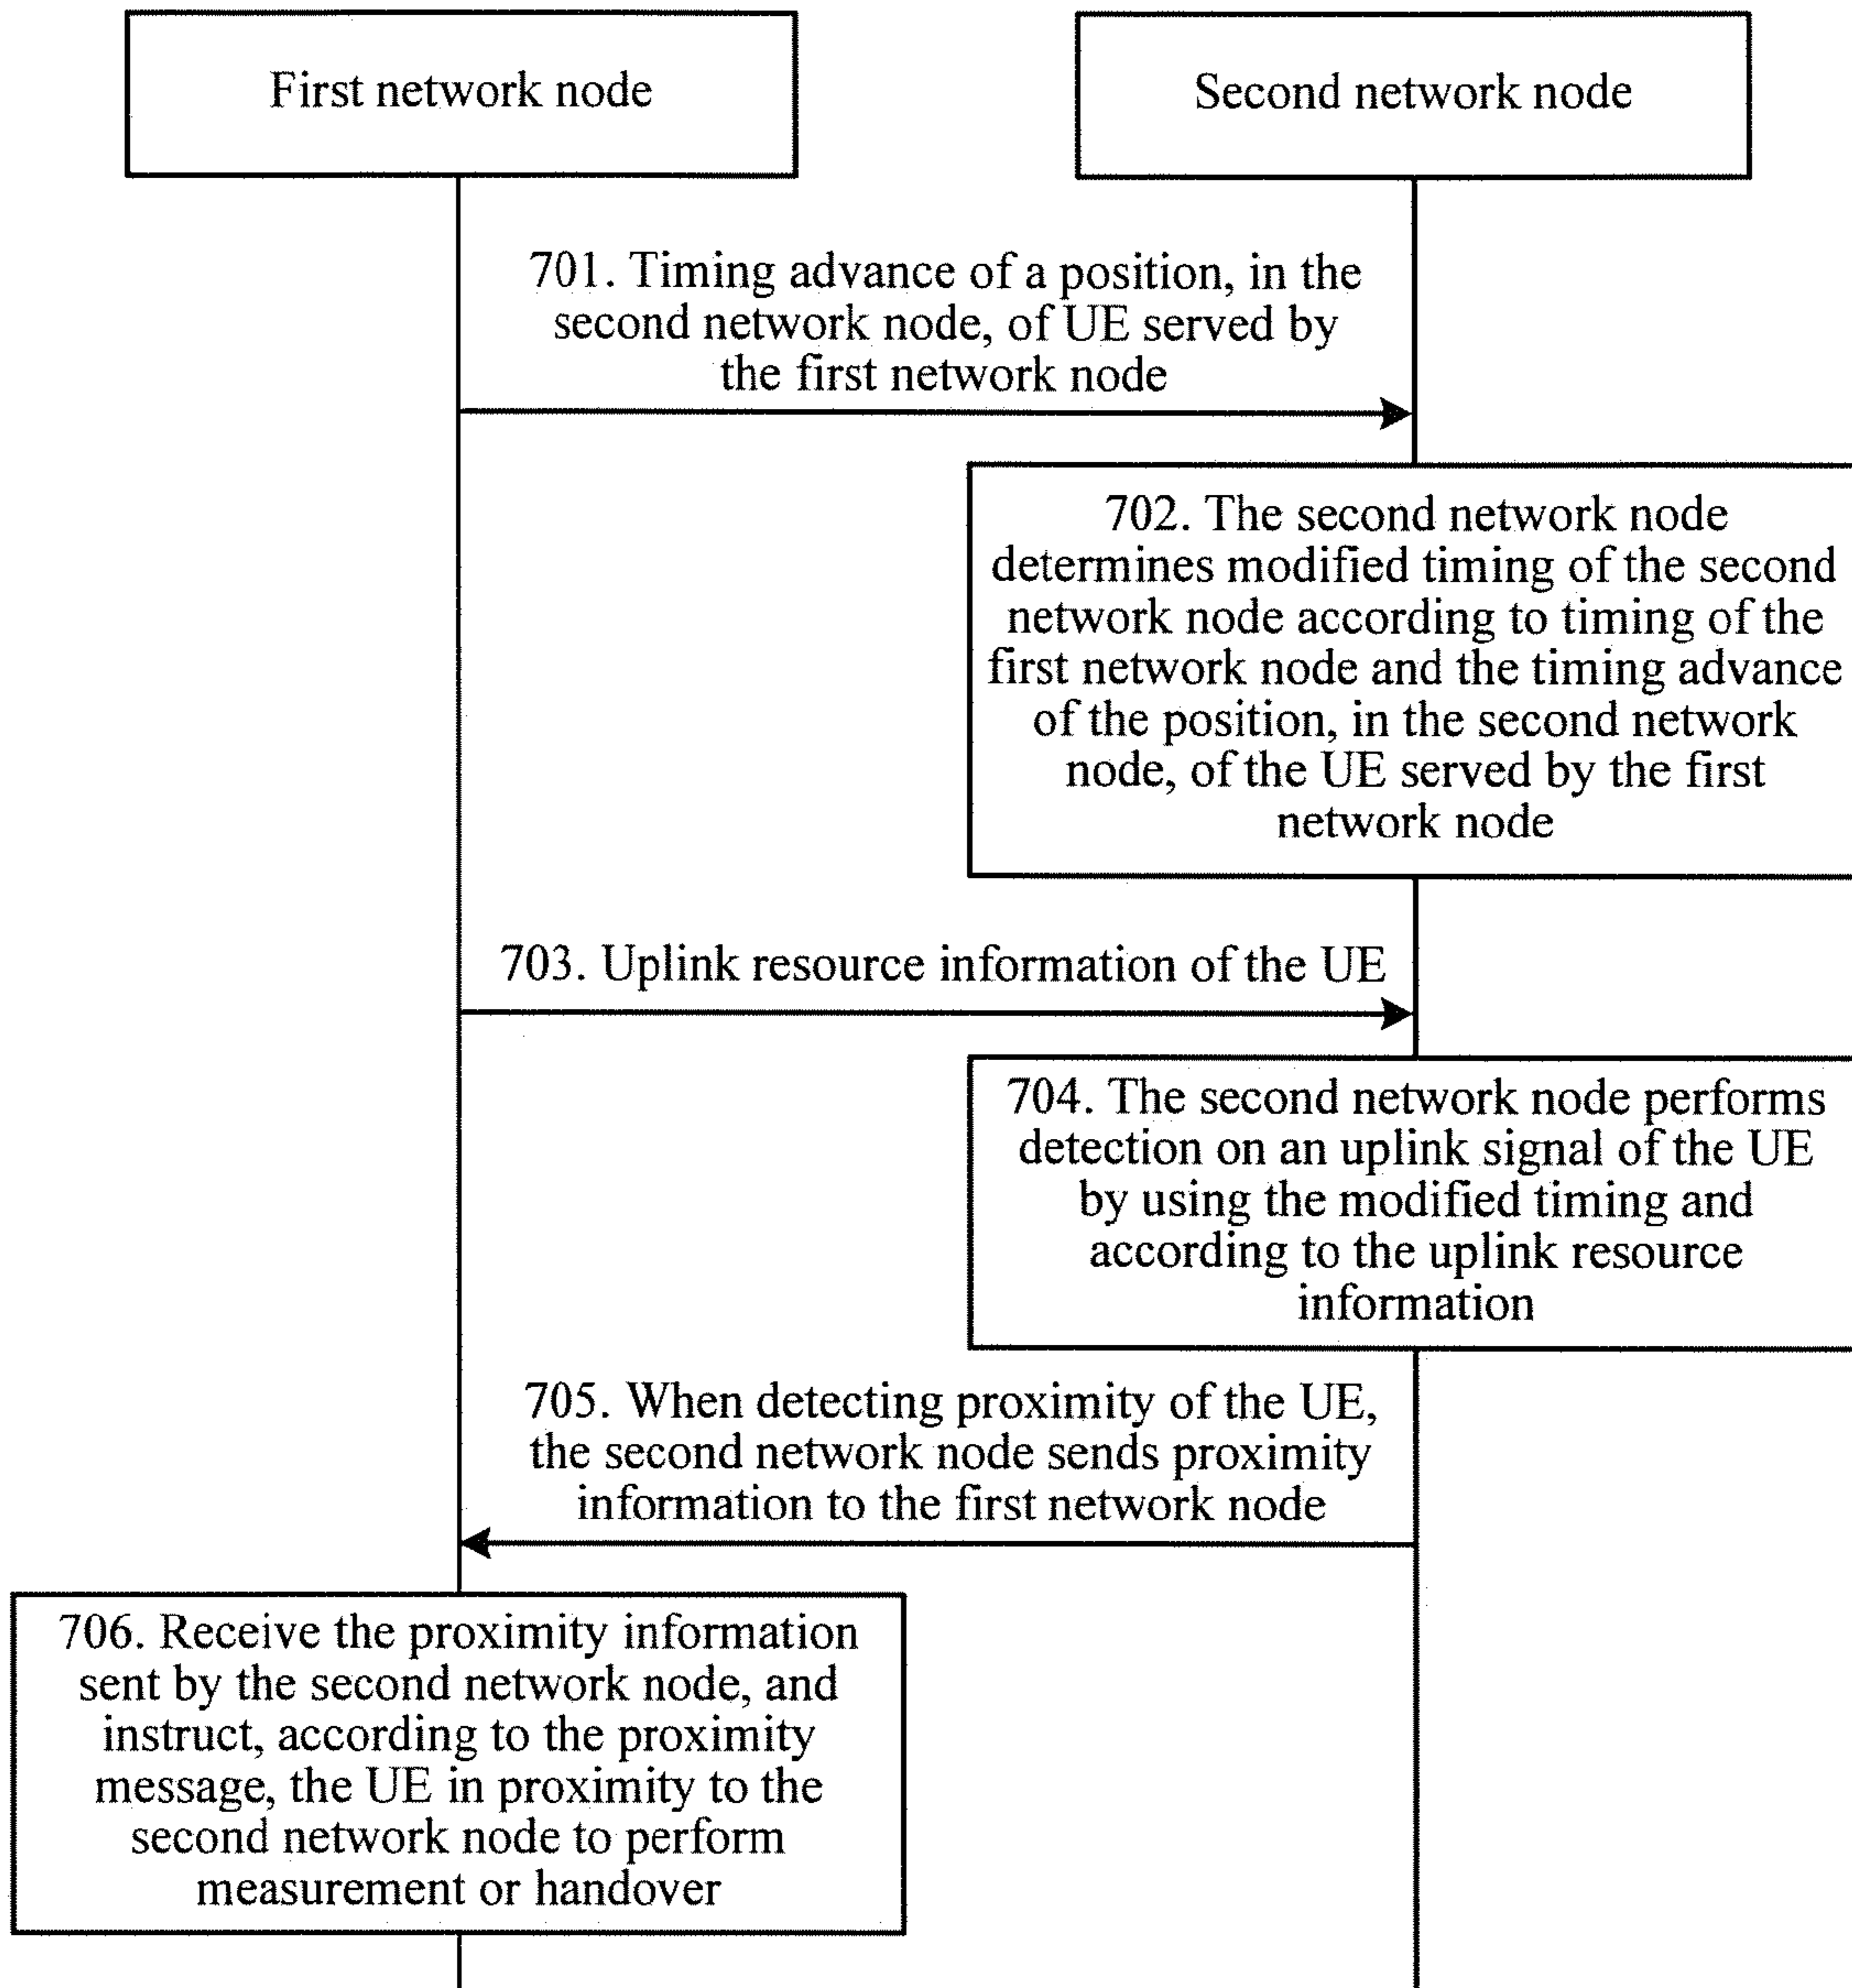 First network node
Second network node
701. Timing advance of a position, in the
second network node, of UE served by
the first network node
702. The second network node
determines modified timing of the second
network node according to timing of the
first network node and the timing advance
of the position, in the second network
node, of the UE served by the first
network node
703. Uplink resource information of the UE
704. The second network node performs
detection on an uplink signal of the UE
by using the modified timing and
according to the uplink resource
information
705. When detecting proximity of the UE,
the second network node sends proximity
information to the first network node
706. Receive the proximity information
sent by the second network node, and
instruct, according to the proximity
message, the UE in proximity to the
second network node to perform
measurement or handover